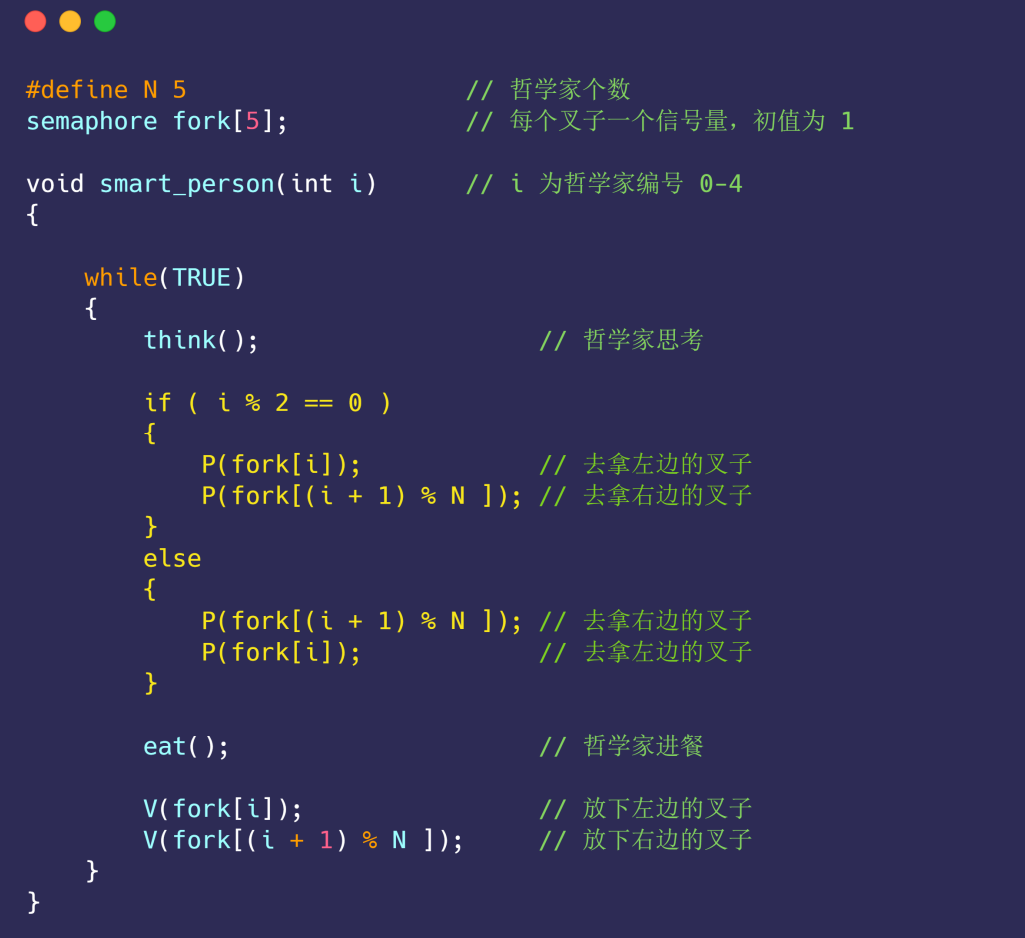 #define N 5 // 哲学家个数
semaphore fork[5]; // 每个叉子一个信号量，初值为 1
void smart_person(int i) // i 为哲学家编号 0-4
{
while(TRUE)
{
think(); // 哲学家思考
if ( i % 2 == 0 )
{
P(fork[i]); // 去拿左边的叉子
P(fork[(i + 1) % N ]); // 去拿右边的叉子
}
else
{
P(fork[(i + 1) % N ]); // 去拿右边的叉子
P(fork[i]); // 去拿左边的叉子
}
eat(); // 哲学家进餐
V(fork[i]); // 放下左边的叉子
V(fork[(i + 1) % N ]); // 放下右边的叉子
}
}